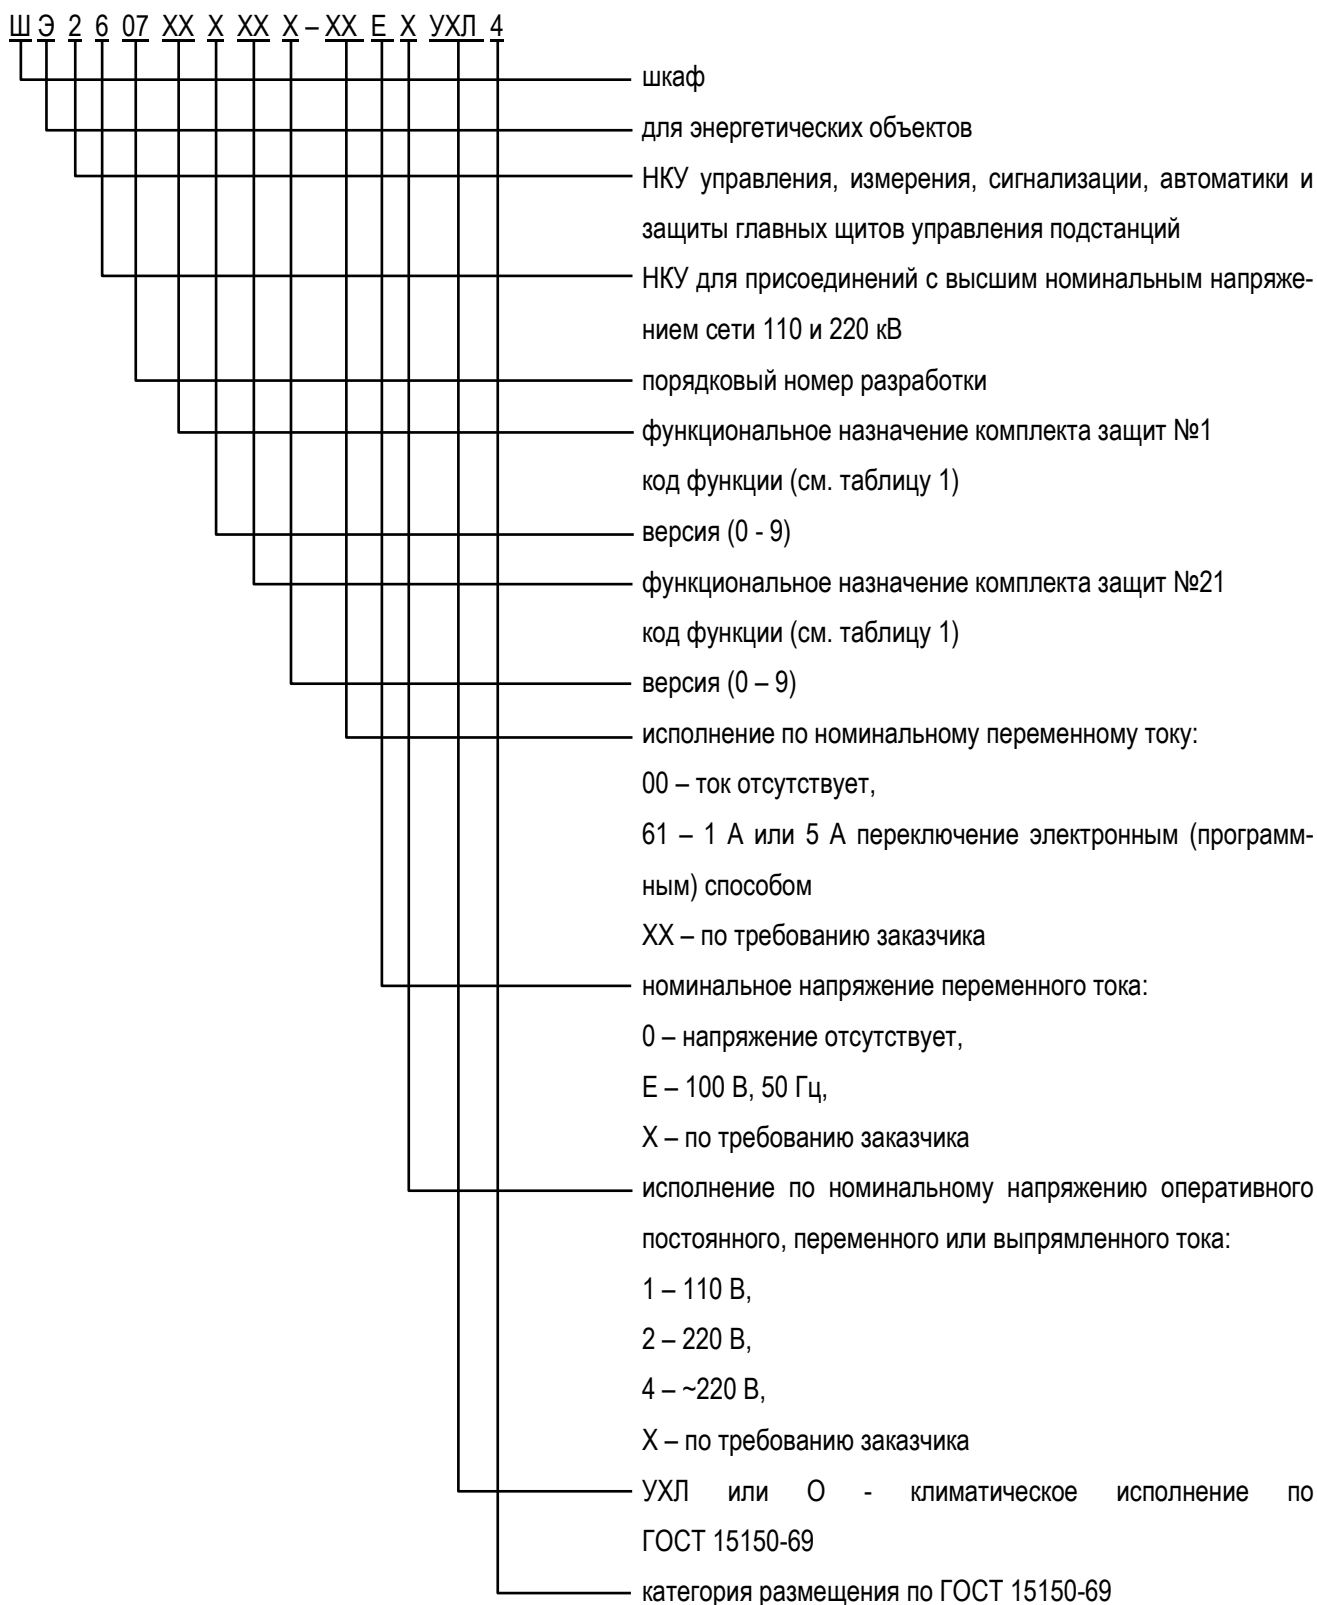 ШЭ2607 ХХ Х ХХ Х – ХХ Е Х УХЛ 4
шкаф
для энергетических объектов
НКУ управления, измерения, сигнализации, автоматики и
защиты главных щитов управления подстанций
НКУ для присоединений с высшим номинальным напряже-
нием сети 110 и 220 кВ
порядковый номер разработки
функциональное назначение комплекта защит №1
код функции (см. таблицу 1)
версия (0 - 9)
функциональное назначение комплекта защит №21
код функции (см. таблицу 1)
версия (0 – 9)
исполнение по номинальному переменному току:
00 – ток отсутствует,
61 – 1 А или 5 А переключение электронным (программ-
ным) способом
ХХ – по требованию заказчика
номинальное напряжение переменного тока:
0 – напряжение отсутствует,
Е – 100 В, 50 Гц,
Х – по требованию заказчика
исполнение по номинальному напряжению оперативного
постоянного, переменного или выпрямленного тока:
1 – 110 В,
2 – 220 В,
4 – ~220 В,
Х – по требованию заказчика
УХЛ или О - климатическое исполнение по
ГОСТ 15150-69
категория размещения по ГОСТ 15150-69